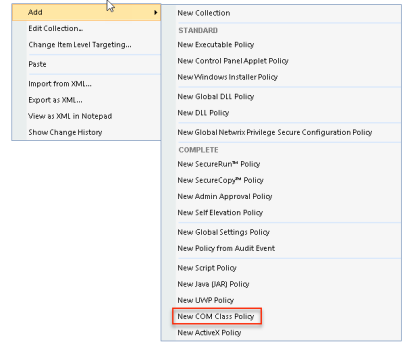 Add
Edit Collection...
Change Item Level Targeting...
Paste
Import from XML...
Export as XML...
View as XML in Notepad
Show Change History
New Collection
STANDARD
New Executable Policy
New Control Panel Applet Policy
New Windows Installer Policy
New Global DLL Policy
New DLL Policy
New Global Netwrix Privilege Secure Configuration Policy
COMPLETE
New SecureRun™ Policy
New SecureCopy™ Policy
New Admin Approval Policy
New Self Elevation Policy
New Global Settings Policy
New Policy from Audit Event
New Script Policy
New Java (JAR) Policy
New UWP Policy
New COM Class Policy
New ActiveX Policy